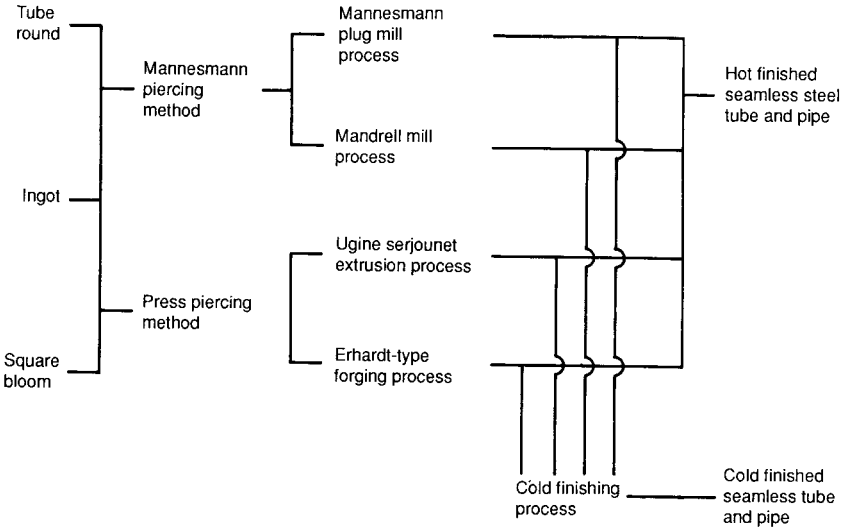 Tube
round
Mannesmann
piercing
method
Ingot
Press piercing
method
Square
bloom
Mannesmann
plug mill
process
Mandrell mill
process
Ugine serjounet
extrusion process
Erhardt-type
forging process
Hot finished
seamless steel
tube and pipe
Cold finishing
process
Cold finished
seamless tube
and pipe